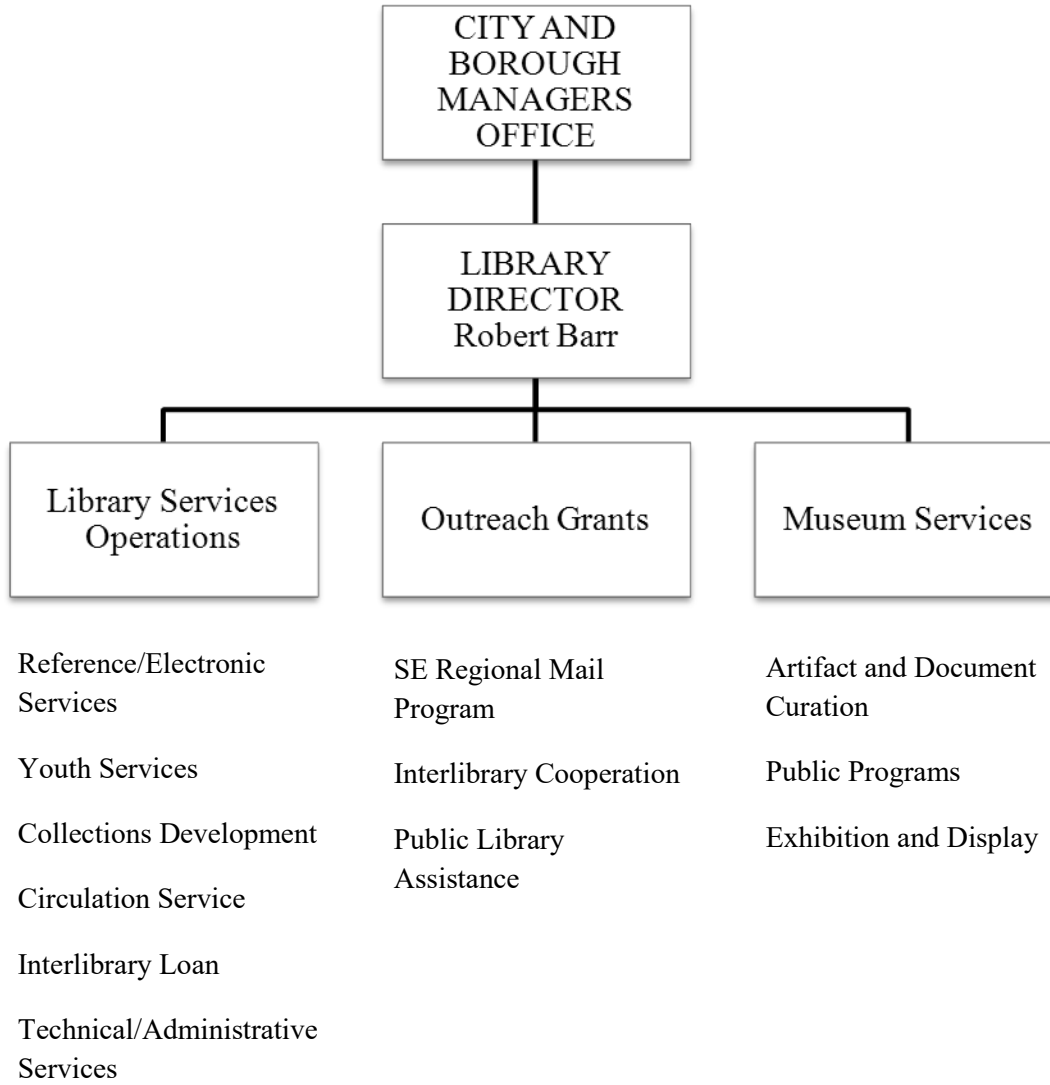 CITY AND
BOROUGH
MANAGERS
OFFICE
LIBRARY
DIRECTOR
Robert Barr
Library Services
Operations
Outreach Grants
Museum Services
Reference/Electronic
Services
Youth Services
Collections Development
Circulation Service
Interlibrary Loan
Technical/Administrative
Services
SE Regional Mail
Program
Interlibrary Cooperation
Public Library
Assistance
Artifact and Document
Curation
Public Programs
Exhibition and Display